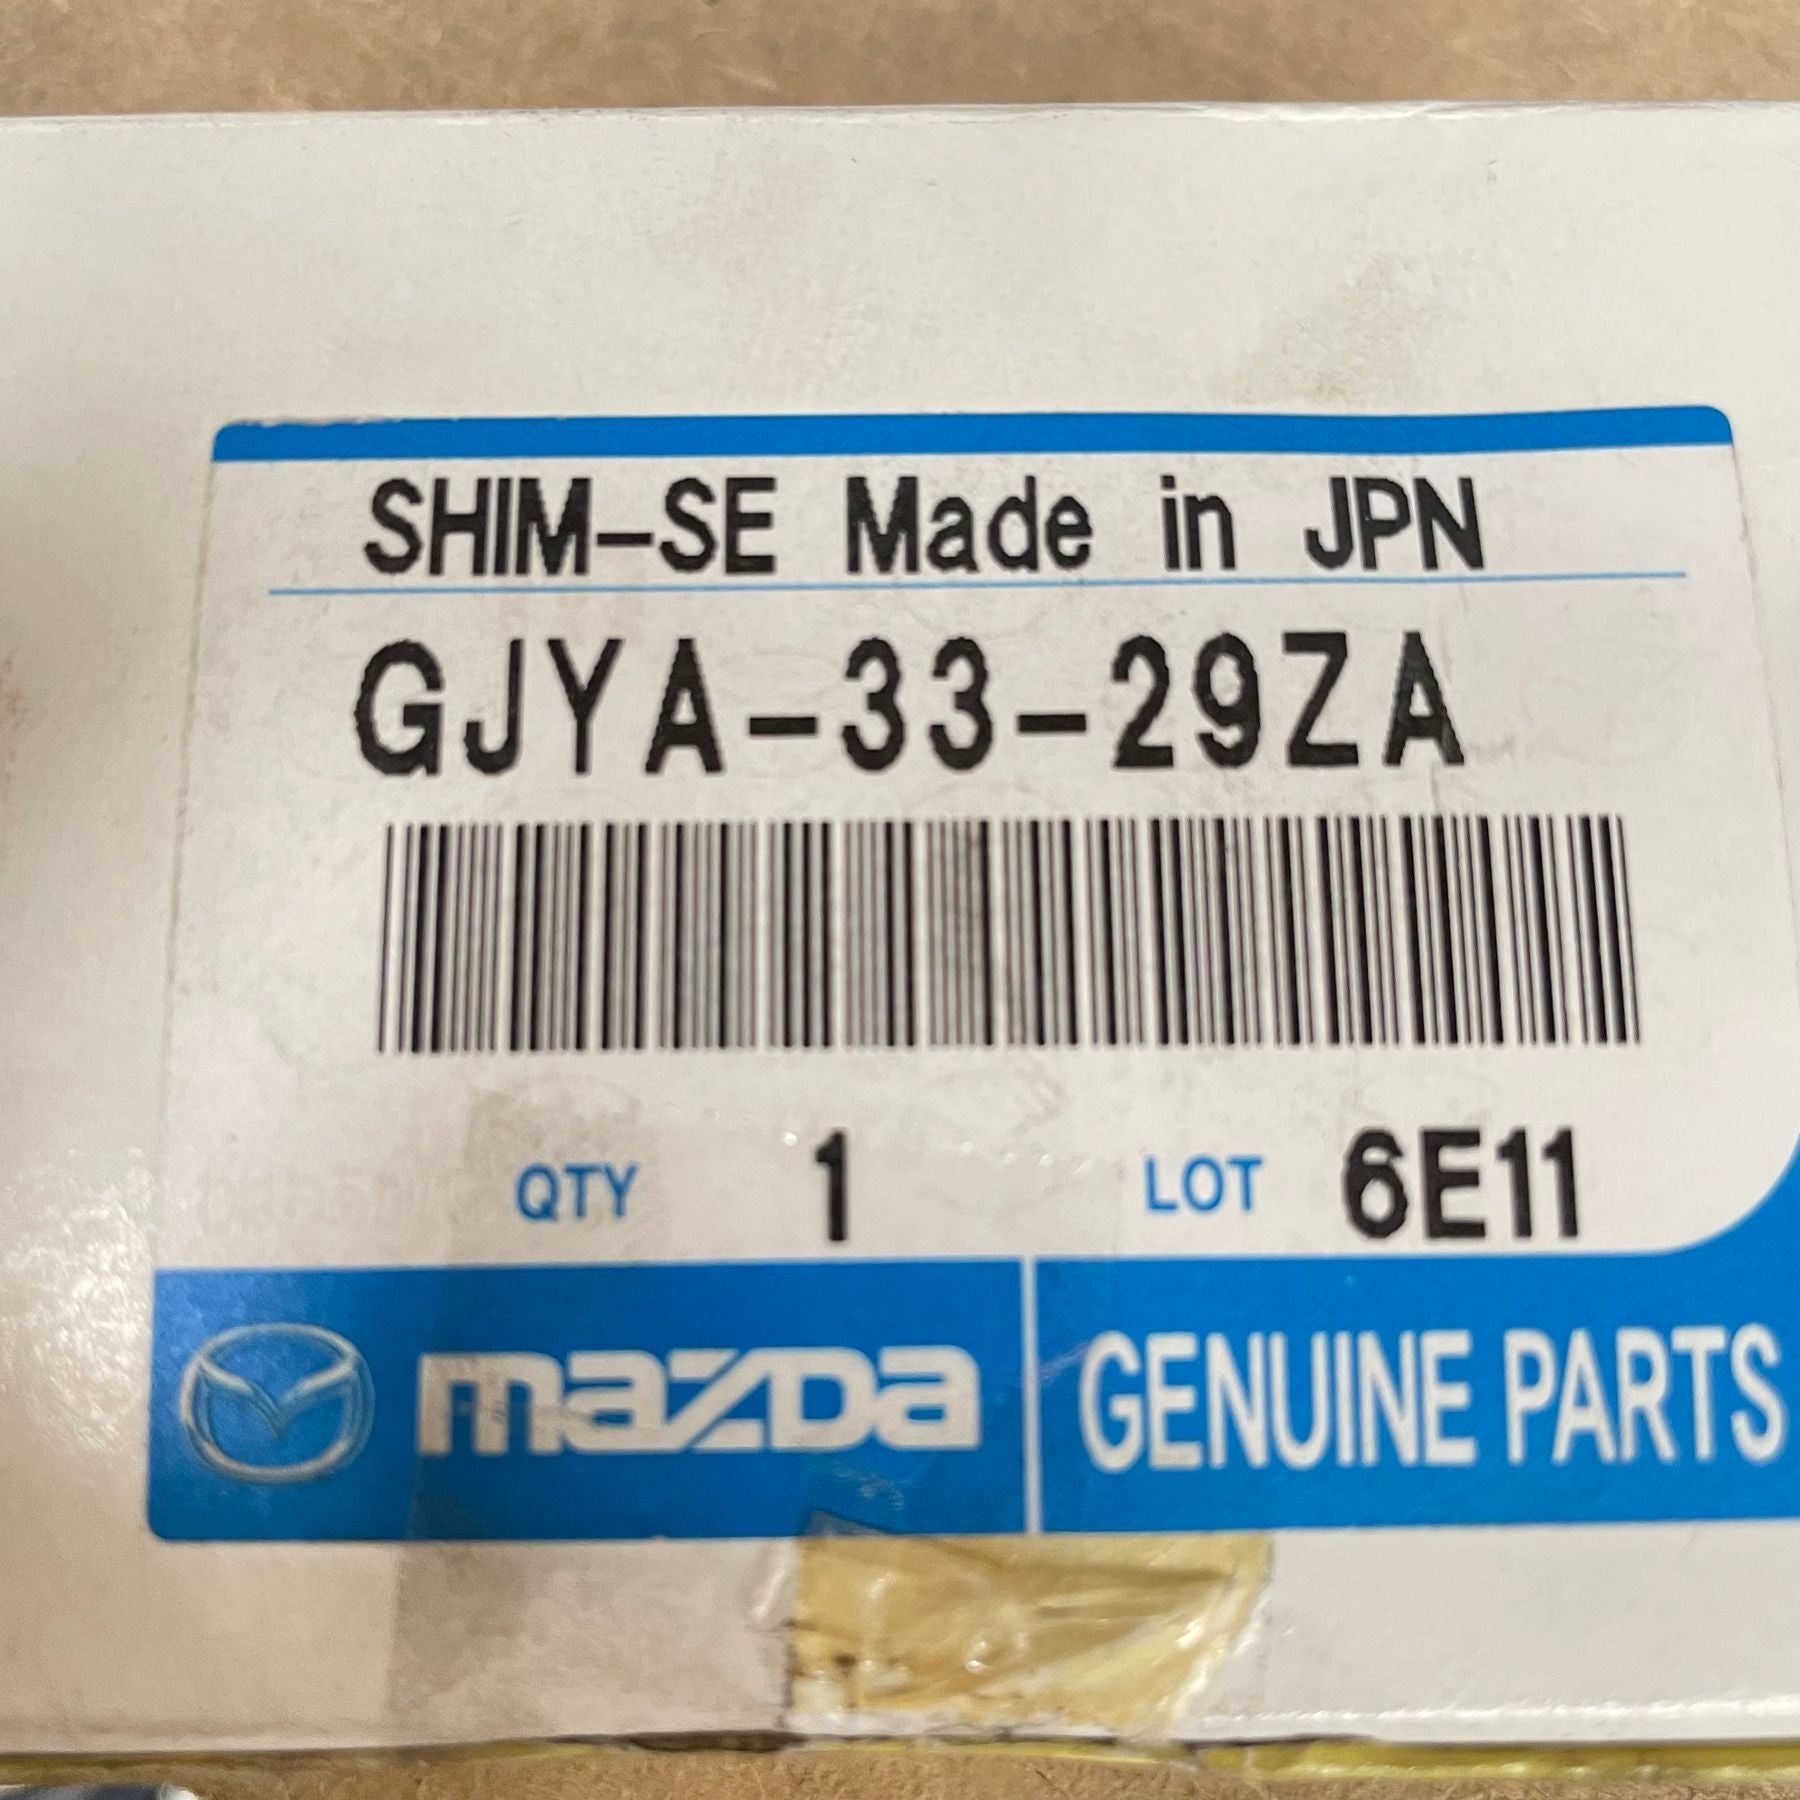 SHIM-SE Made in JPN
GJYA-33-29ZA
QTY 1 LOT 6E11
mazda GENUINE PARTS